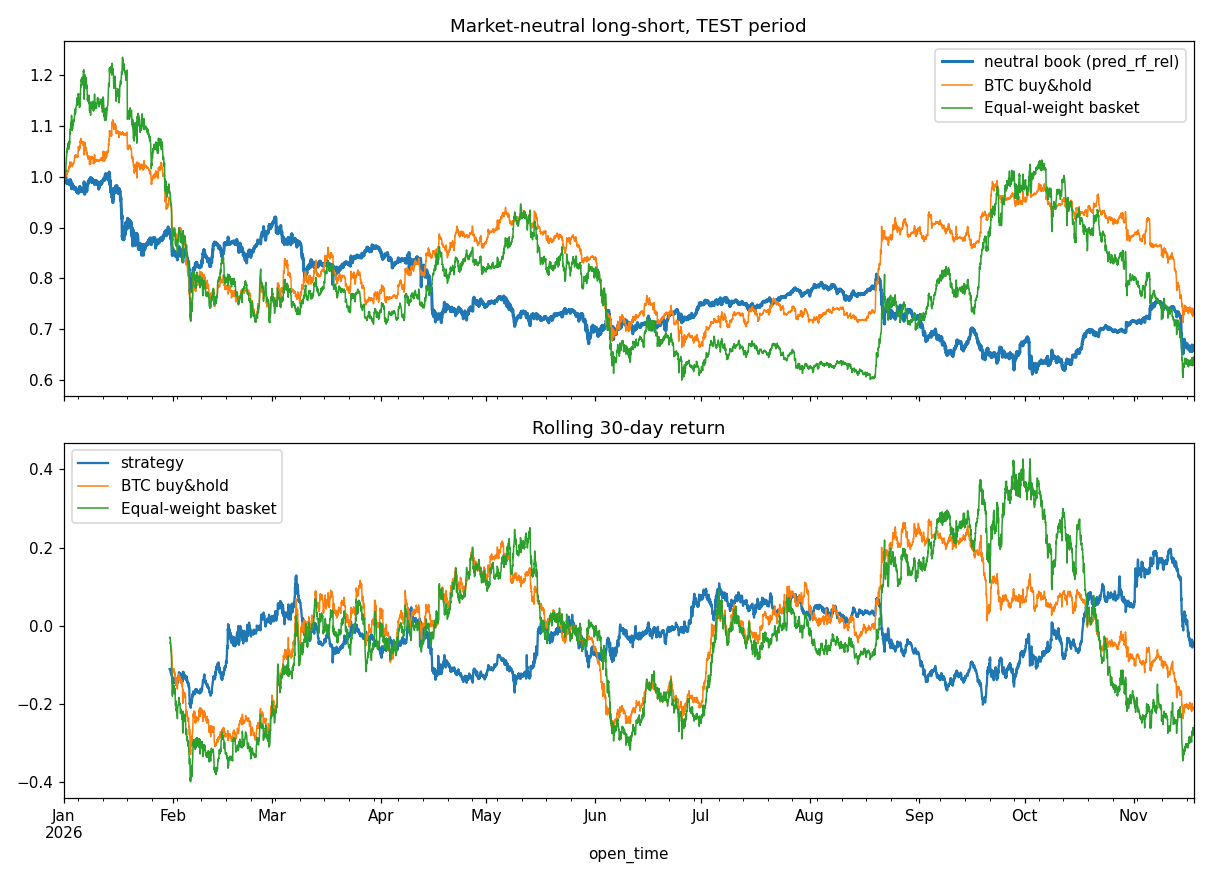 Market-neutral long-short, TEST period
neutral book (pred_rf_rel)
BTC buy&hold
Equal-weight basket
1.2
1.1
1.0
0.9
0.8
0.7
0.6
Rolling 30-day return
strategy
BTC buy&hold
Equal-weight basket
0.4
0.2
0.0
−0.2
−0.4
Jan Feb Mar Apr May Jun Jul Aug Sep Oct Nov
2026
open_time